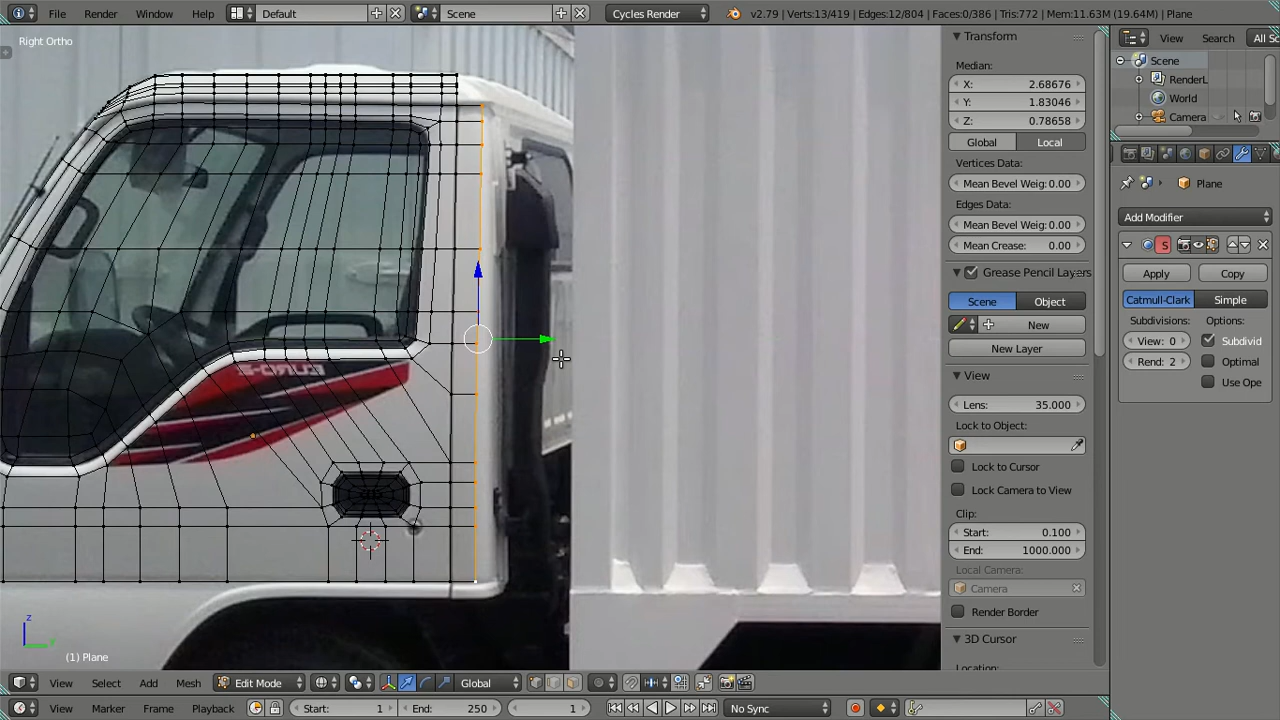 File Render Window Help Default Scene Cycles Render v2.79 | Verts:13/419 | Edges:12/804 | Faces:0/386 | Tris:772 | Mem:11.63M (19.64M) | Plane
Right Ortho
(1) Plane
View Select Add Mesh Edit Mode Global
View Marker Frame Playback Start: 1 End: 250 1 No Sync
Transform
Median:
X: 2.68676
Y: 1.83046
Z: 0.78658
Global Local
Vertices Data:
Mean Bevel Weig: 0.00
Edges Data:
Mean Bevel Weig: 0.00
Mean Crease: 0.00
Grease Pencil Layers
Scene Object
New
New Layer
View
Lens: 35.000
Lock to Object:
Lock to Cursor
Lock Camera to View
Clip:
Start: 0.100
End: 1000.000
Local Camera:
Camera
Render Border
3D Cursor
Location:
View Search All Sc
Scene
RenderL
World
Camera
Plane
Add Modifier
S
Apply Copy
Catmull-Clark Simple
Subdivisions: Options:
View: 0 Subdivid
Rend: 2 Optimal
Use Ope
z